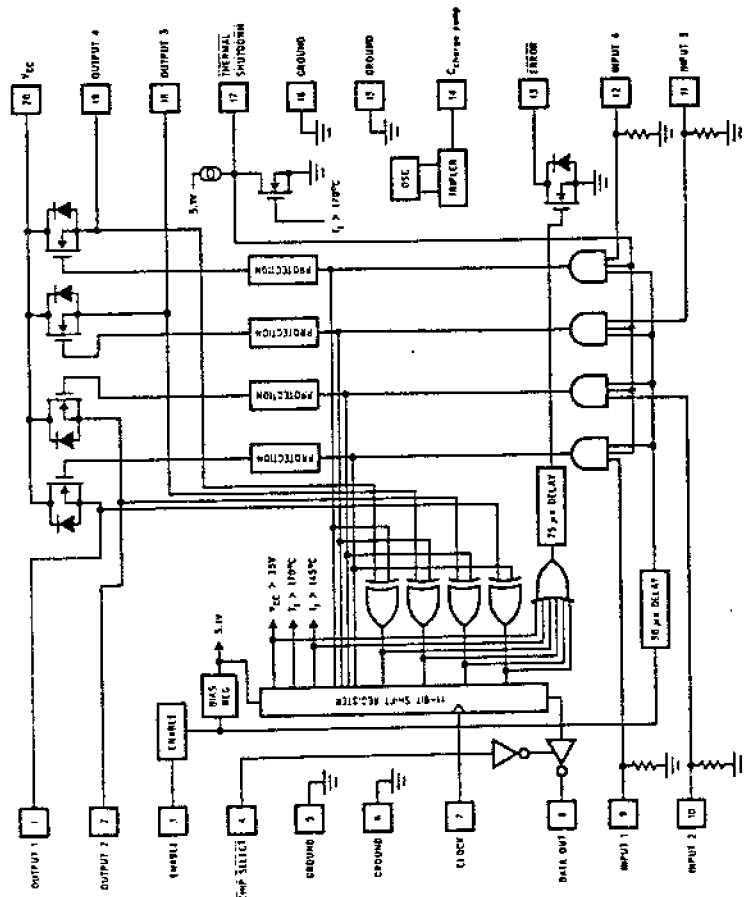 VCC
OUTPUT 4
OUTPUT 3
THERMAL
SHUTDOWN
GROUND
GROUND
C charge pump
ERROR
INPUT 4
INPUT 3
20
19
18
17
16
15
14
13
12
11
5.1V
TJ > 170°C
OSC
TRIPLER
PROTECTION
PROTECTION
PROTECTION
PROTECTION
VCC > 35V
TJ > 170°C
TJ > 145°C
75 µs DELAY
5.1V
BIAS
REG
11-BIT SHIFT REGISTER
ENABLE
DELAY
1
2
3
4
5
6
7
8
9
10
OUTPUT 1
OUTPUT 2
ENABLE
CHIP SELECT
GROUND
GROUND
CLOCK
DATA OUT
INPUT 1
INPUT 2